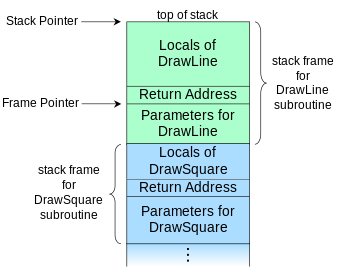 top of stack
Stack Pointer
Locals of
DrawLine
stack frame
for
DrawLine
subroutine
Return Address
Frame Pointer
Parameters for
DrawLine
stack frame
for
DrawSquare
subroutine
Locals of
DrawSquare
Return Address
Parameters for
DrawSquare
⋮